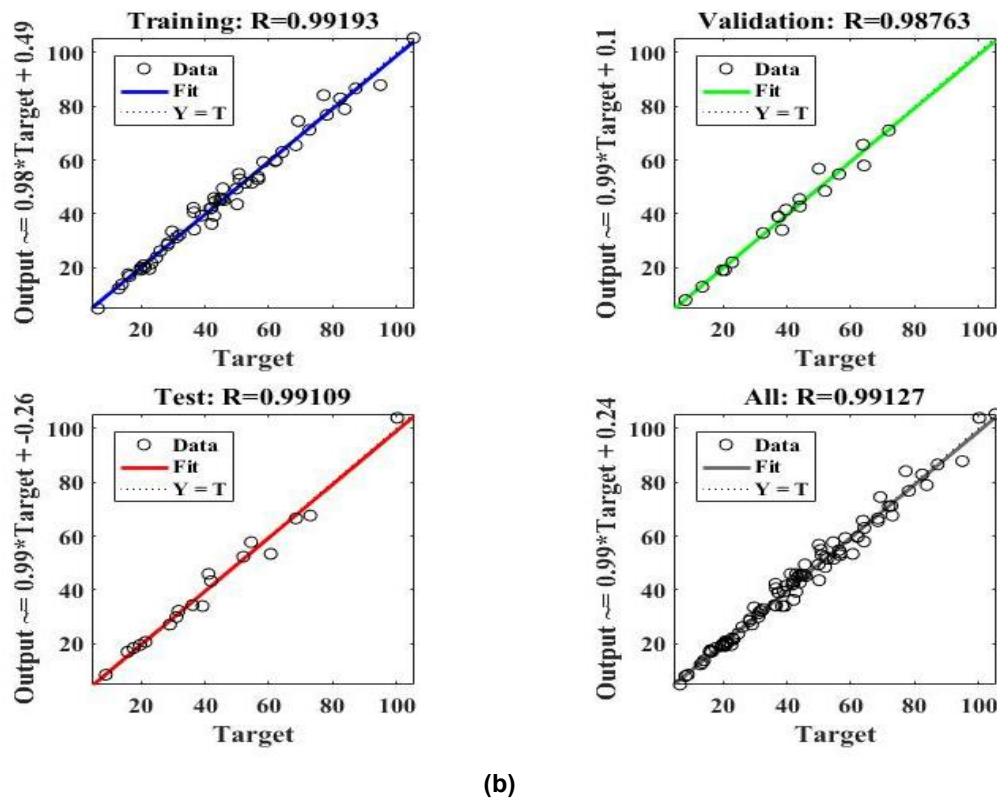 Training: R=0.99193
Output ~= 0.98*Target + 0.49
100
80
60
40
20
Data
Fit
Y = T
20 40 60 80 100
Target
Validation: R=0.98763
Output ~= 0.99*Target + 0.1
100
80
60
40
20
Data
Fit
Y = T
20 40 60 80 100
Target
Test: R=0.99109
Output ~= 0.99*Target + -0.26
100
80
60
40
20
Data
Fit
Y = T
20 40 60 80 100
Target
All: R=0.99127
Output ~= 0.99*Target + 0.24
100
80
60
40
20
Data
Fit
Y = T
20 40 60 80 100
Target
(b)